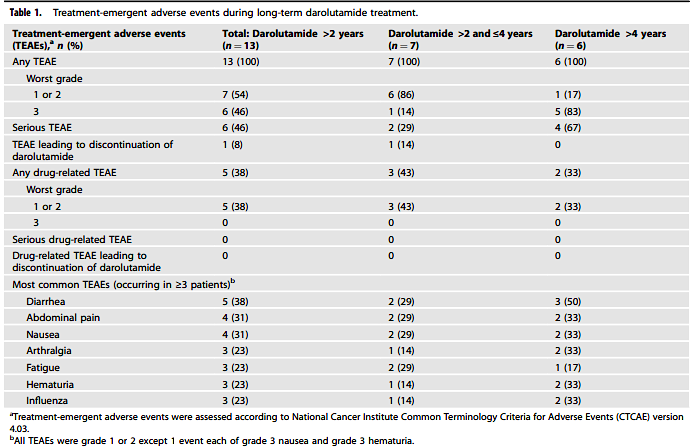 Table 1. Treatment-emergent adverse events during long-term darolutamide treatment.
Treatment-emergent adverse events Total: Darolutamide >2 years Darolutamide >2 and ≤4 years Darolutamide >4 years
(TEAEs),a n (%) (n = 13) (n = 7) (n = 6)
Any TEAE 13 (100) 7 (100) 6 (100)
Worst grade
1 or 2 7 (54) 6 (86) 1 (17)
3 6 (46) 1 (14) 5 (83)
Serious TEAE 6 (46) 2 (29) 4 (67)
TEAE leading to discontinuation of 1 (8) 1 (14) 0
darolutamide
Any drug-related TEAE 5 (38) 3 (43) 2 (33)
Worst grade
1 or 2 5 (38) 3 (43) 2 (33)
3 0 0 0
Serious drug-related TEAE 0 0 0
Drug-related TEAE leading to 0 0 0
discontinuation of darolutamide
Most common TEAEs (occurring in ≥3 patients)b
Diarrhea 5 (38) 2 (29) 3 (50)
Abdominal pain 4 (31) 2 (29) 2 (33)
Nausea 4 (31) 2 (29) 2 (33)
Arthralgia 3 (23) 1 (14) 2 (33)
Fatigue 3 (23) 2 (29) 1 (17)
Hematuria 3 (23) 1 (14) 2 (33)
Influenza 3 (23) 1 (14) 2 (33)
aTreatment-emergent adverse events were assessed according to National Cancer Institute Common Terminology Criteria for Adverse Events (CTCAE) version
4.03.
bAll TEAEs were grade 1 or 2 except 1 event each of grade 3 nausea and grade 3 hematuria.